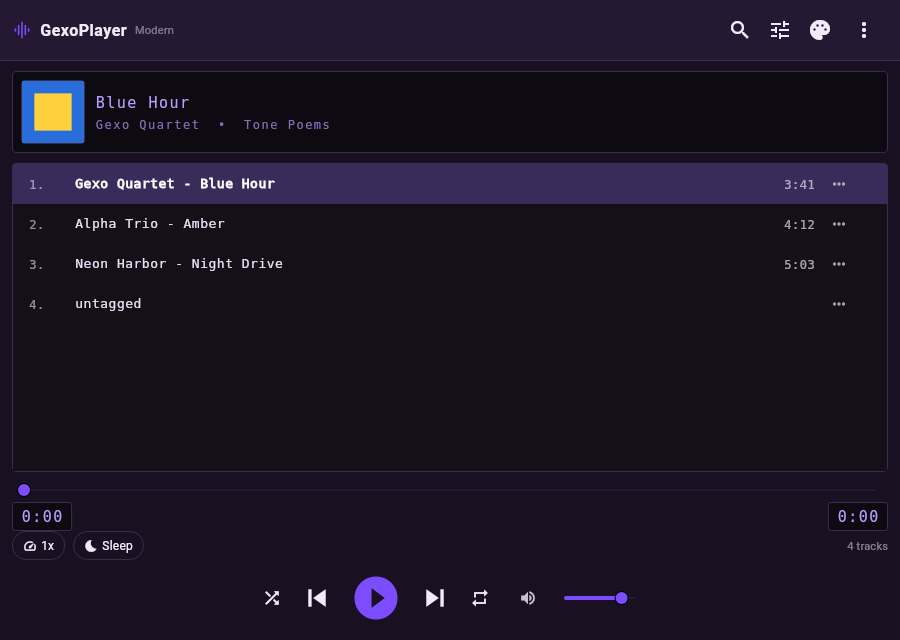 GexoPlayer Modern
Blue Hour
Gexo Quartet • Tone Poems
1. Gexo Quartet - Blue Hour 3:41
2. Alpha Trio - Amber 4:12
3. Neon Harbor - Night Drive 5:03
4. untagged
0:00 0:00
1x Sleep 4 tracks